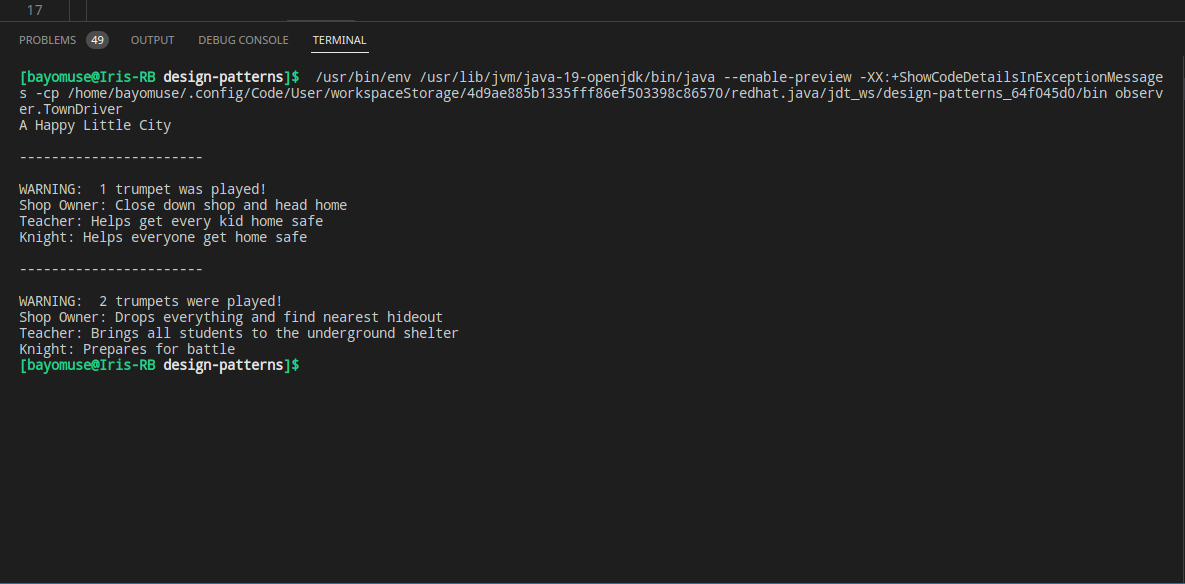 17
PROBLEMS 49 OUTPUT DEBUG CONSOLE TERMINAL
[bayomuse@Iris-RB design-patterns]$  /usr/bin/env /usr/lib/jvm/java-19-openjdk/bin/java --enable-preview -XX:+ShowCodeDetailsInExceptionMessage
s -cp /home/bayomuse/.config/Code/User/workspaceStorage/4d9ae885b1335fff86ef503398c86570/redhat.java/jdt_ws/design-patterns_64f045d0/bin observ
er.TownDriver
A Happy Little City
-----------------------
WARNING:  1 trumpet was played!
Shop Owner: Close down shop and head home
Teacher: Helps get every kid home safe
Knight: Helps everyone get home safe
-----------------------
WARNING:  2 trumpets were played!
Shop Owner: Drops everything and find nearest hideout
Teacher: Brings all students to the underground shelter
Knight: Prepares for battle
[bayomuse@Iris-RB design-patterns]$